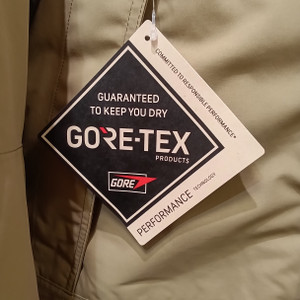 COMMITTED TO RESPONSIBLE PERFORMANCE*
GUARANTEED
TO KEEP YOU DRY
GORE-TEX
PRODUCTS
GORE
PERFORMANCE TECHNOLOGY